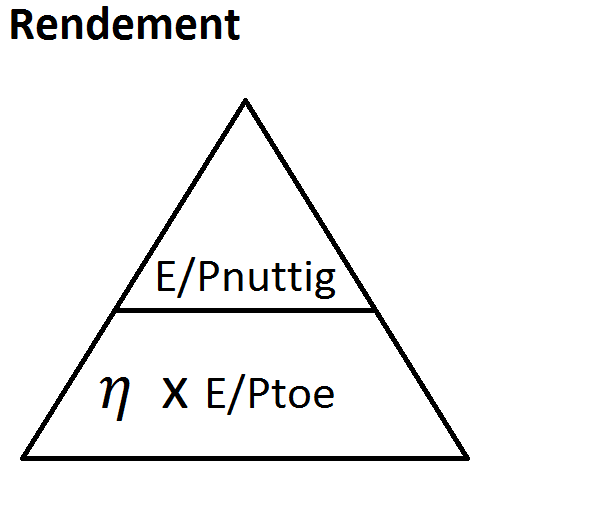 Rendement
E/Pnuttig
η x E/Ptoe